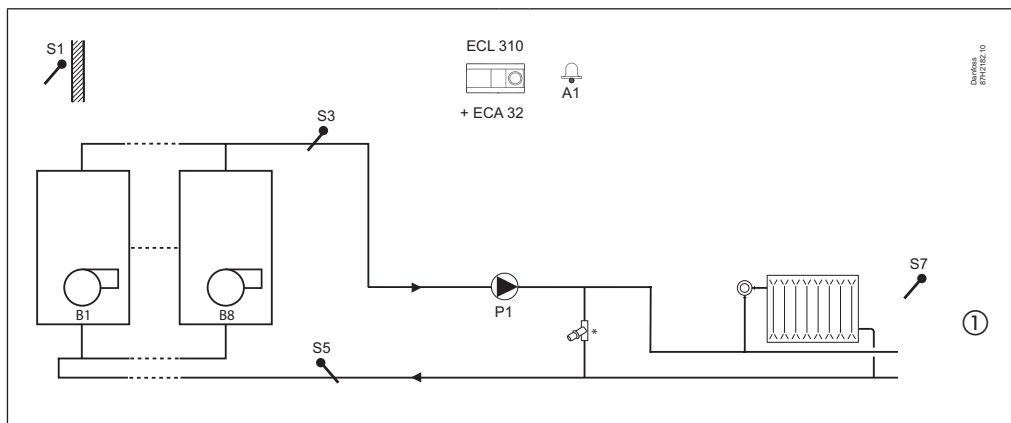 S1
ECL 310
A1
+ ECA 32
Danfoss
87H2182.10
S3
B1
B8
P1
*
S5
S7
①